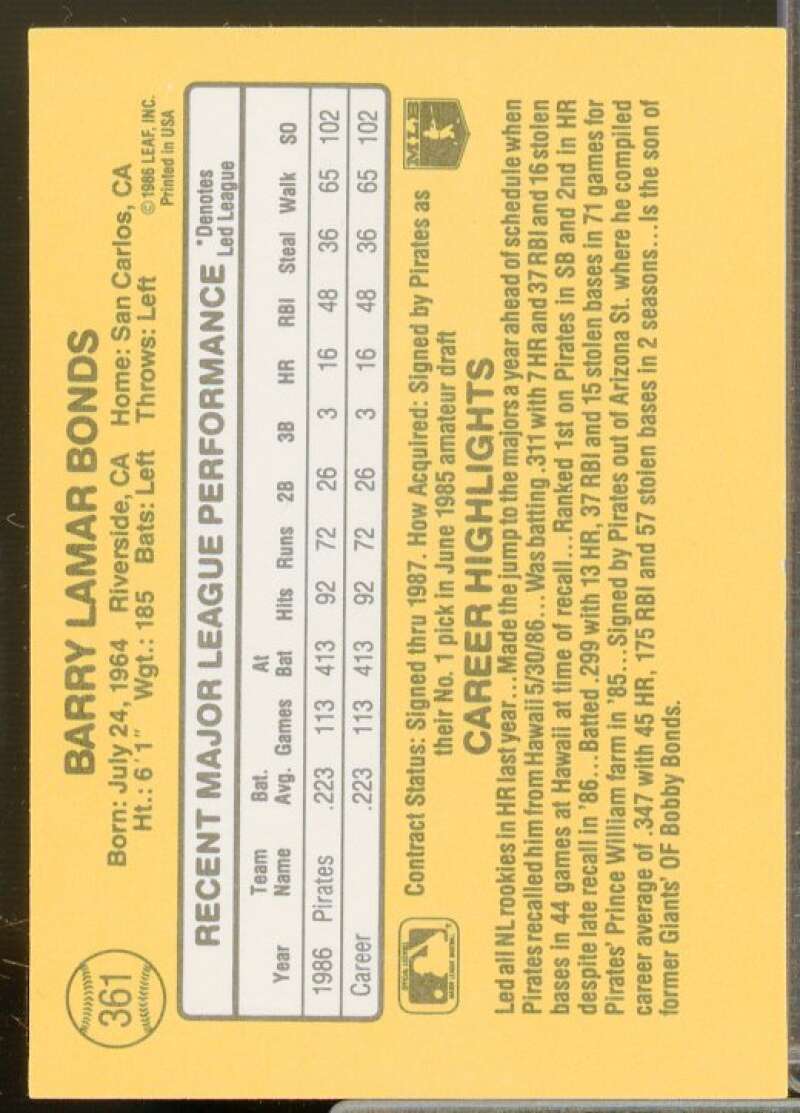 361
BARRY LAMAR BONDS
Born: July 24, 1964 Riverside, CA Home: San Carlos, CA
Ht.: 6'1" Wgt.: 185 Bats: Left Throws: Left
© 1986 LEAF, INC.
Printed in USA
RECENT MAJOR LEAGUE PERFORMANCE *Denotes Led League
Year Team Name Bat. Avg. Games At Bat Hits Runs 2B 3B HR RBI Steal Walk SO
1986 Pirates .223 113 413 92 72 26 3 16 48 36 65 102
Career .223 113 413 92 72 26 3 16 48 36 65 102
Contract Status: Signed thru 1987. How Acquired: Signed by Pirates as
their No. 1 pick in June 1985 amateur draft
MLB
CAREER HIGHLIGHTS
Led all NL rookies in HR last year...Made the jump to the majors a year ahead of schedule when
Pirates recalled him from Hawaii 5/30/86...Was batting .311 with 7 HR and 37 RBI and 16 stolen
bases in 44 games at Hawaii at time of recall...Ranked 1st on Pirates in SB and 2nd in HR
despite late recall in '86...Batted .299 with 13 HR, 37 RBI and 15 stolen bases in 71 games for
Pirates' Prince William farm in '85...Signed by Pirates out of Arizona St. where he compiled
career average of .347 with 45 HR, 175 RBI and 57 stolen bases in 2 seasons...Is the son of
former Giants' OF Bobby Bonds.